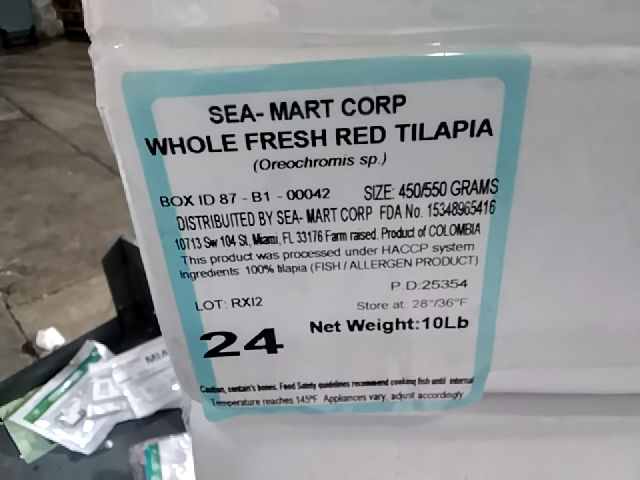 SEA- MART CORP
WHOLE FRESH RED TILAPIA
(Oreochromis sp.)
BOX ID 87 - B1 - 00042 SIZE: 450/550 GRAMS
DISTRIBUITED BY SEA- MART CORP FDA No. 15348965416
10713 Sw 104 St, Miami, FL 33176 Farm raised. Product of COLOMBIA
This product was processed under HACCP system
Ingredients 100% tilapia (FISH / ALLERGEN PRODUCT)
P.D:25354
LOT: RXI2 Store at: 28°/36°F
24 Net Weight:10Lb
Caution, contain's bones. Food Safety guidelines recommend cooking fish until internal
Temperature reaches 145°F Appliances vary, adjust accordingly
MIA